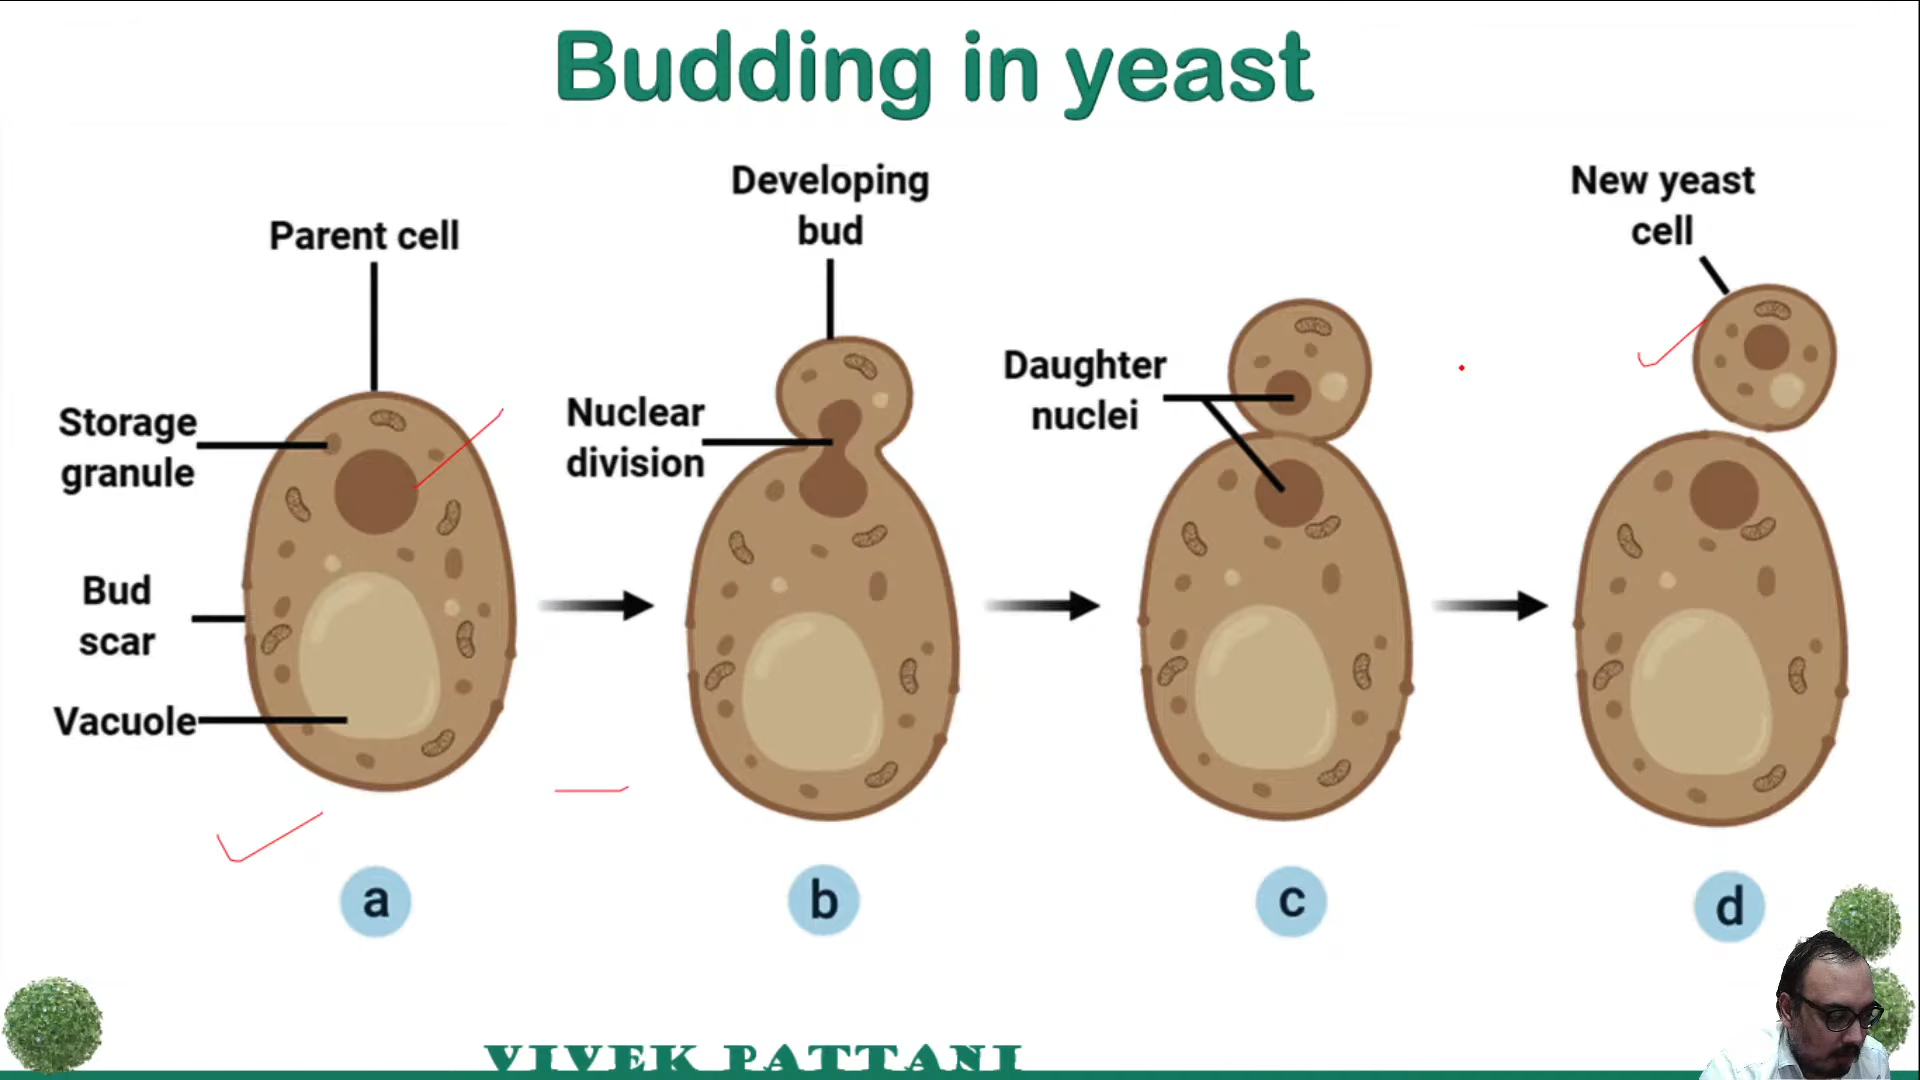 Budding in yeast
Parent cell
Storage
granule
Bud
scar
Vacuole
Developing
bud
Nuclear
division
Daughter
nuclei
New yeast
cell
a
b
c
d
VIVEK PATTANI